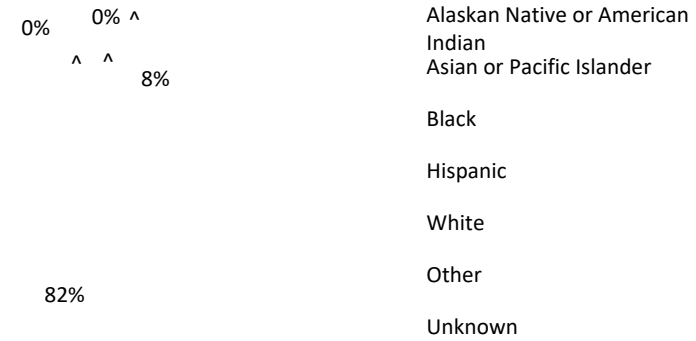 0%
0% ^
^ ^
8%
82%
Alaskan Native or American
Indian
Asian or Pacific Islander
Black
Hispanic
White
Other
Unknown